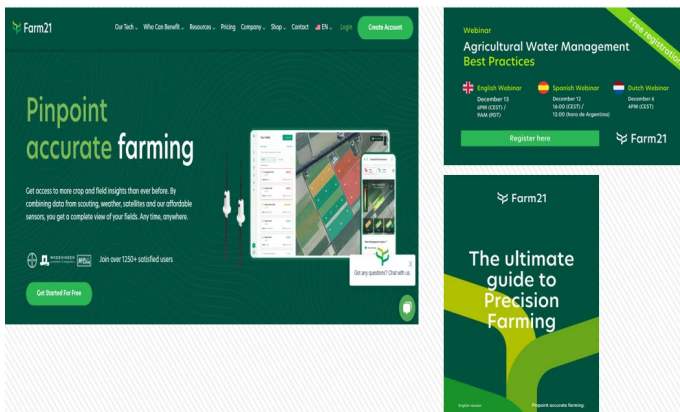 Farm21
Our Tech
Who Can Benefit
Resources
Pricing
Company
Shop
Contact
EN
Login
Create Account
Pinpoint
accurate farming
Get access to more crop and field insights than ever before. By
combining data from scouting, weather, satellites and our affordable
sensors, you get a complete view of your fields. Any time, anywhere.
Join over 1250+ satisfied users
Get Started For Free
X
Got any questions? Chat with us.
Free registration
Webinar
Agricultural Water Management
Best Practices
English Webinar
December 13
6PM (CEST) /
9AM (PDT)
Spanish Webinar
December 12
16:00 (CEST) /
12:00 (hora de Argentina)
Dutch Webinar
December 6
4PM (CEST)
Register here
Farm21
Farm21
The ultimate
guide to
Precision
Farming
English version
Pinpoint accurate farming.